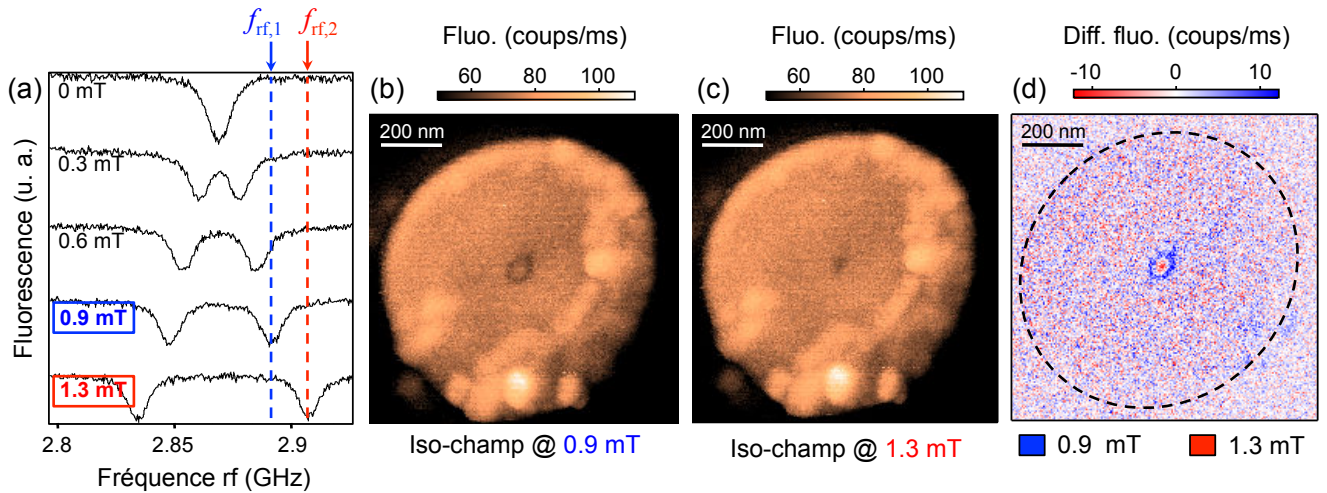 f_rf,1 f_rf,2
(a)
0 mT
0.3 mT
0.6 mT
0.9 mT
1.3 mT
Fluorescence (u. a.)
2.8 2.85 2.9
Fréquence rf (GHz)
Fluo. (coups/ms)
60 80 100
(b)
200 nm
Iso-champ @ 0.9 mT
Fluo. (coups/ms)
60 80 100
(c)
200 nm
Iso-champ @ 1.3 mT
Diff. fluo. (coups/ms)
-10 0 10
(d)
200 nm
0.9 mT 1.3 mT